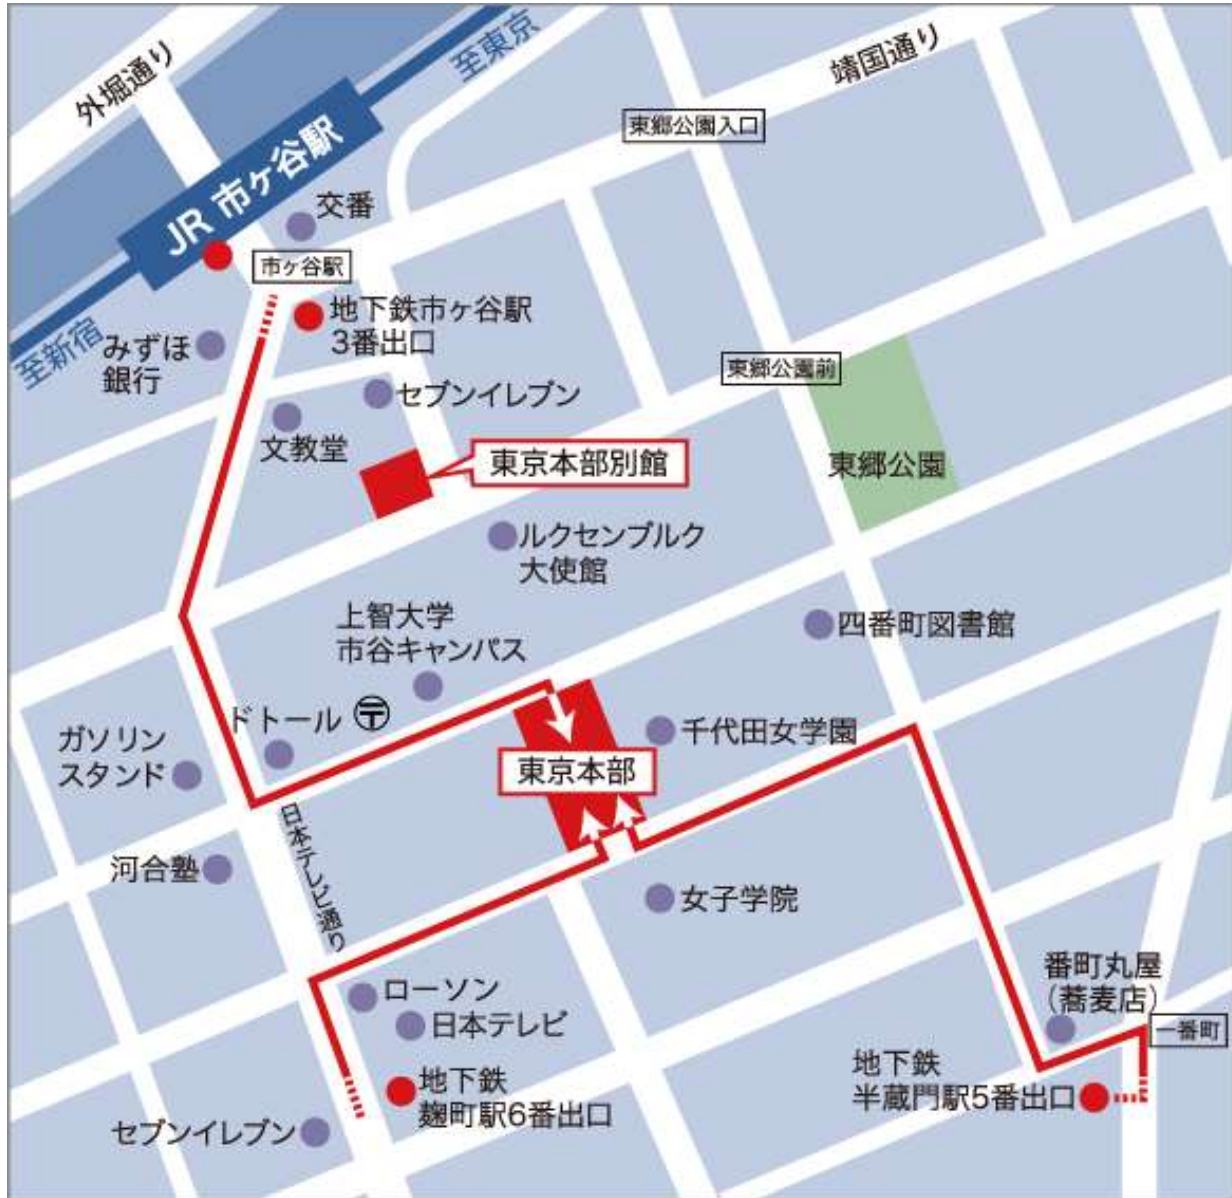 外堀通り
至東京
靖国通り
東郷公園入口
JR 市ヶ谷駅
交番
市ヶ谷駅
至新宿
みずほ
銀行
地下鉄市ヶ谷駅
3番出口
東郷公園前
セブンイレブン
文教堂
東京本部別館
東郷公園
ルクセンブルク
大使館
上智大学
市谷キャンパス
四番町図書館
ドトール 〶
ガソリン
スタンド
千代田女学園
東京本部
日本テレビ通り
河合塾
女子学院
ローソン
日本テレビ
番町丸屋
(蕎麦店)
一番町
地下鉄
麹町駅6番出口
地下鉄
半蔵門駅5番出口
セブンイレブン